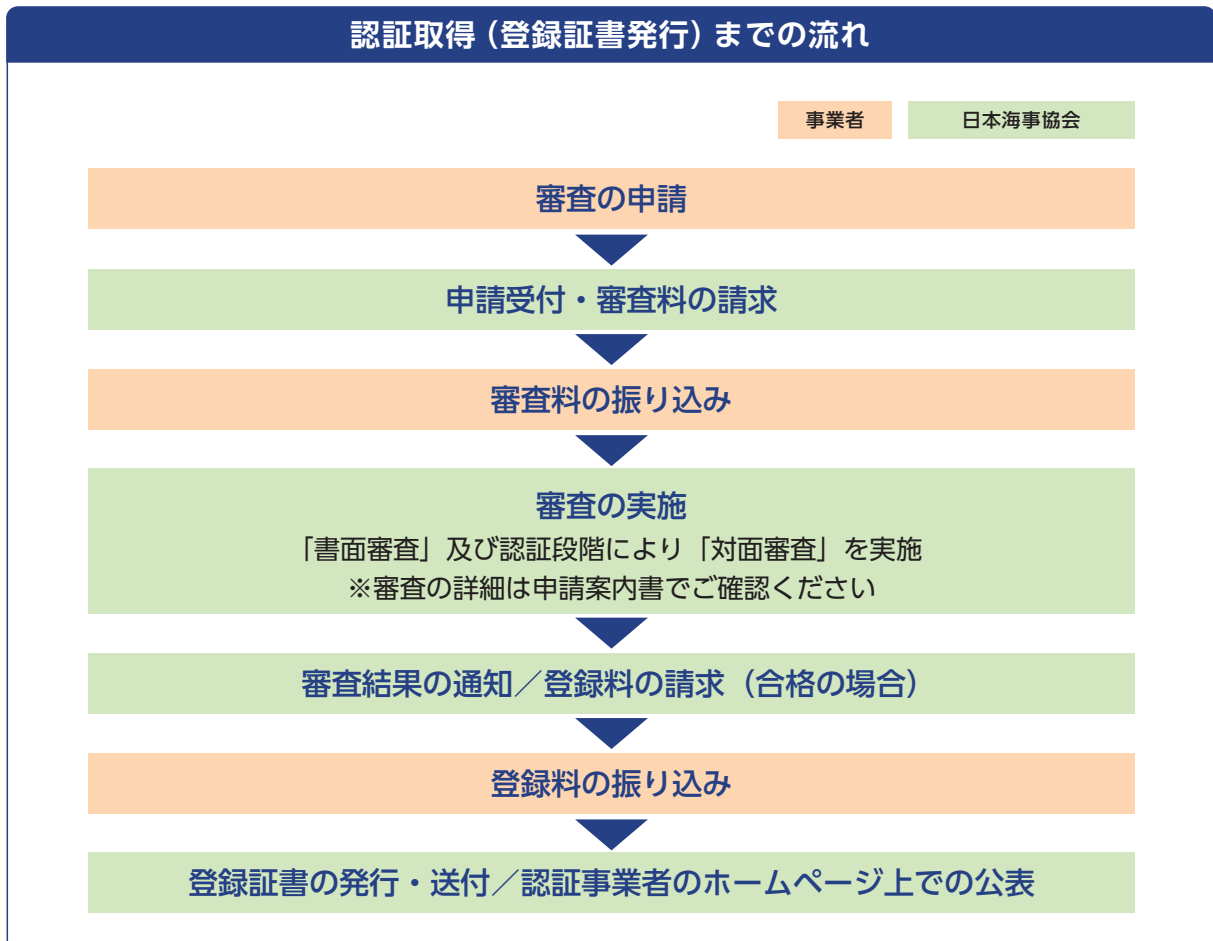 認証取得（登録証書発行）までの流れ
事業者
日本海事協会
審査の申請
申請受付・審査料の請求
審査料の振り込み
審査の実施
「書面審査」及び認証段階により「対面審査」を実施
※審査の詳細は申請案内書でご確認ください
審査結果の通知／登録料の請求（合格の場合）
登録料の振り込み
登録証書の発行・送付／認証事業者のホームページ上での公表